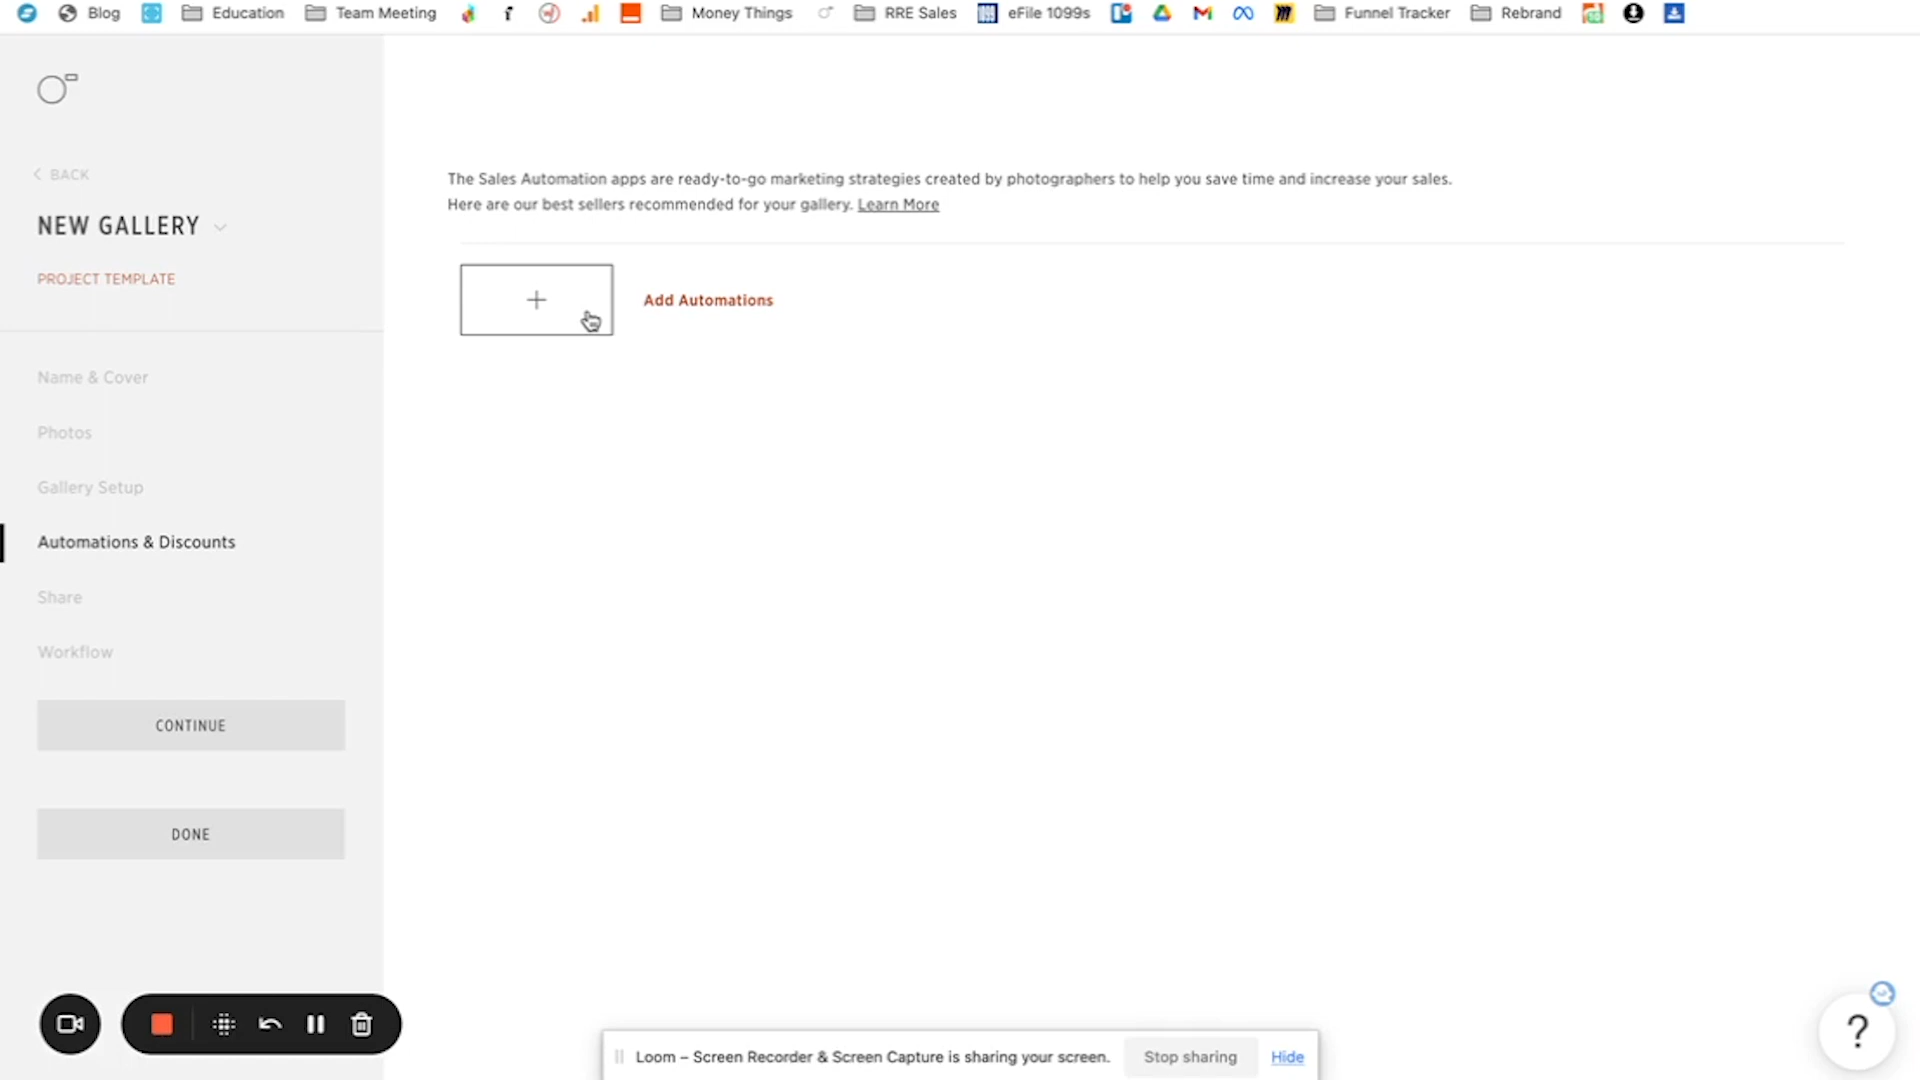 Blog Education Team Meeting Money Things RRE Sales eFile 1099s Funnel Tracker Rebrand
BACK
NEW GALLERY
PROJECT TEMPLATE
Name & Cover
Photos
Gallery Setup
Automations & Discounts
Share
Workflow
CONTINUE
DONE
The Sales Automation apps are ready-to-go marketing strategies created by photographers to help you save time and increase your sales.
Here are our best sellers recommended for your gallery. Learn More
Add Automations
Loom – Screen Recorder & Screen Capture is sharing your screen. Stop sharing Hide
?